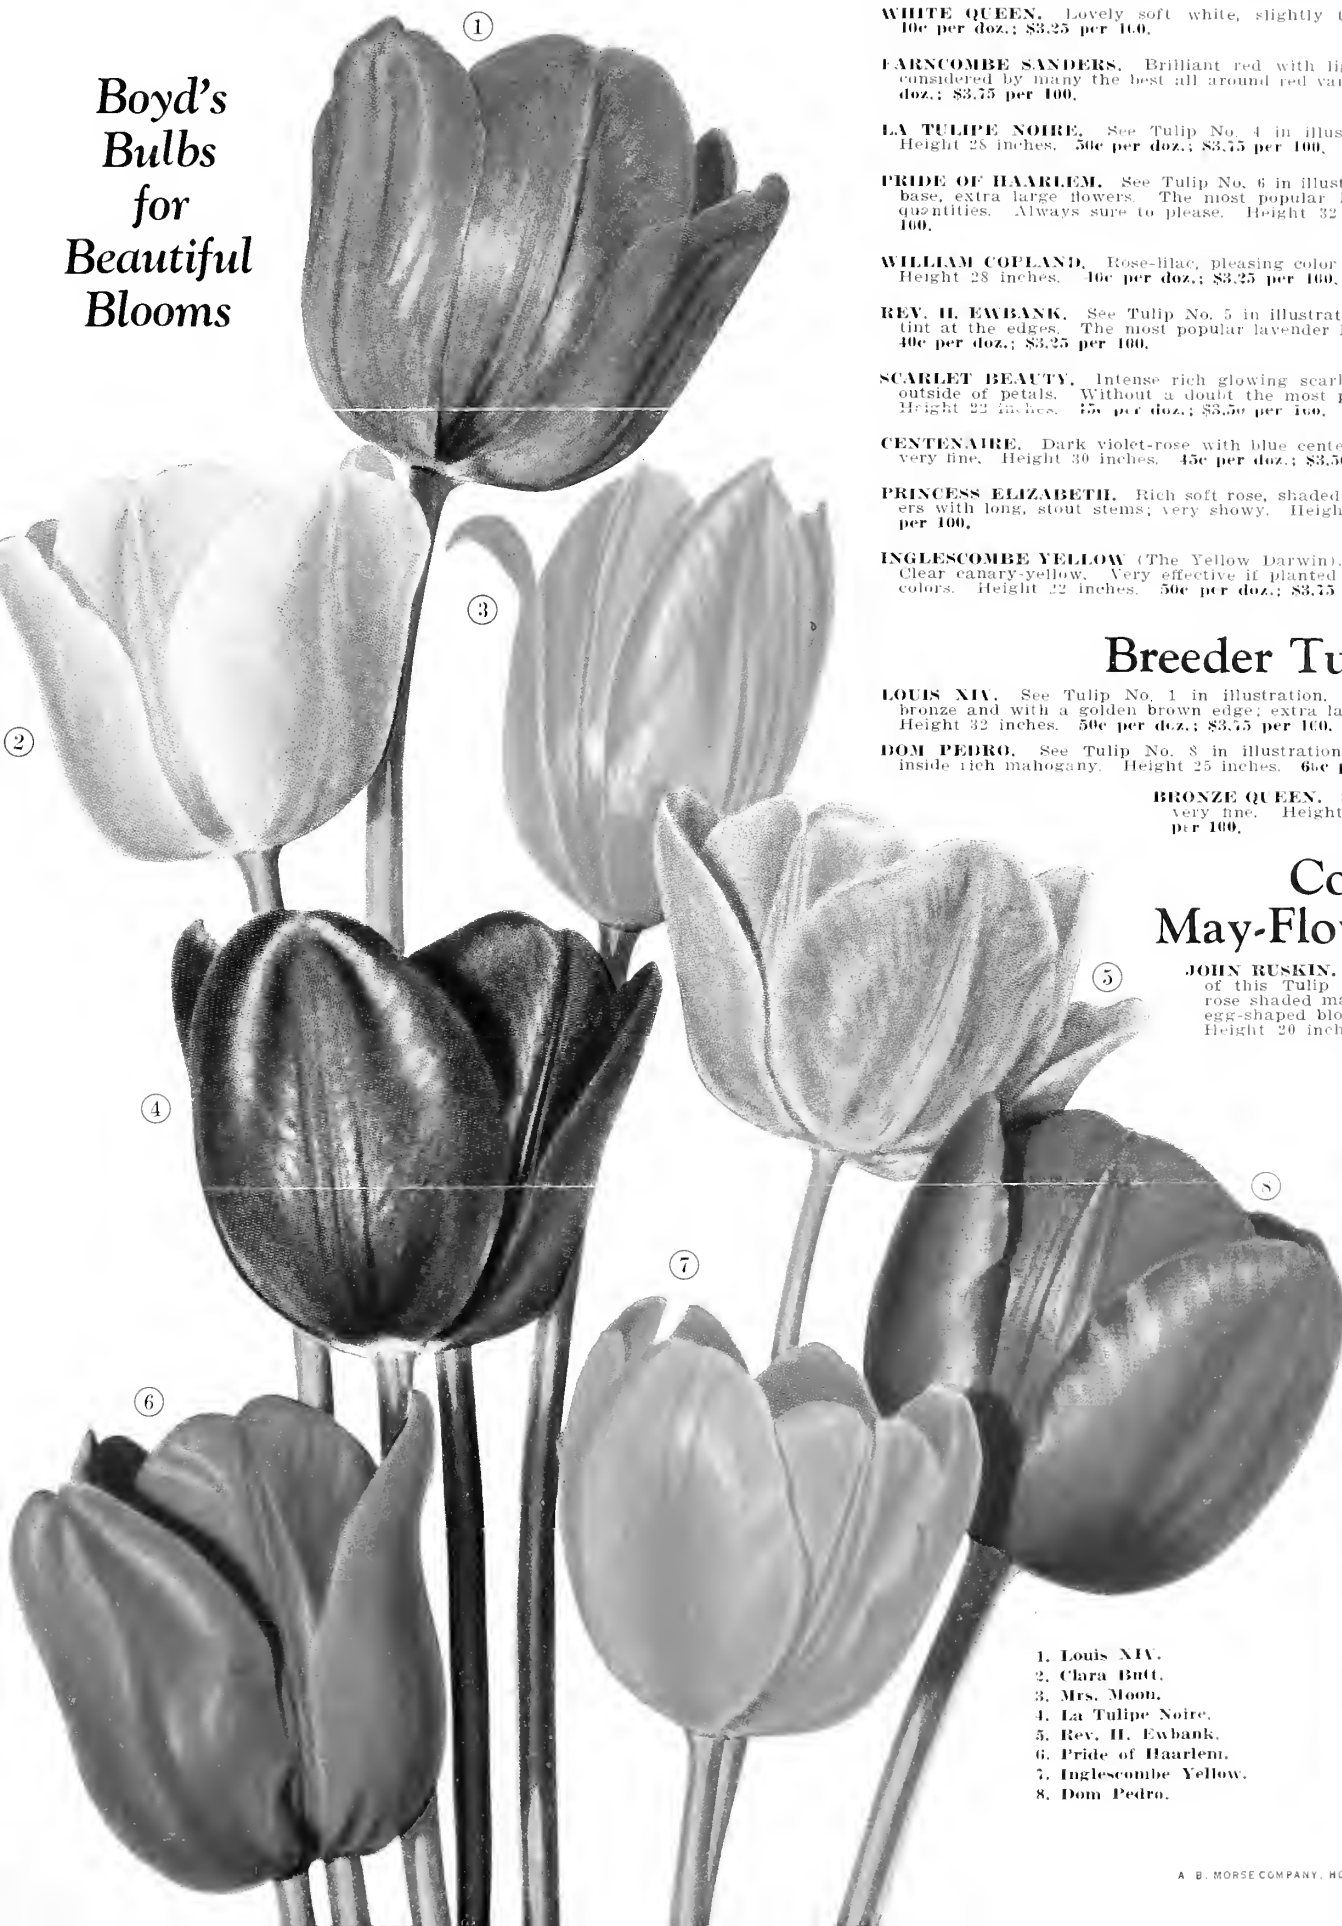 Boyd's
Bulbs
for
Beautiful
Blooms
WHITE QUEEN. Lovely soft white, slightly
per doz.; $3.25 per 100.
FARNCOMBE SANDERS. Brilliant red with
considered by many the best all around red
doz.; $3.75 per 100.
LA TULIPE NOIRE. See Tulip No. 4 in
Height 28 inches. 50c per doz.; $3.75 per 100.
PRIDE OF HAARLEM. See Tulip No. 6 in
base, extra large flowers. The most popular
quantities. Always sure to please. Height 32
100.
WILLIAM COPLAND. Rose-lilac, pleasing color
Height 28 inches. 40c per doz.; $3.25 per 100.
REV. H. EWBANK. See Tulip No. 5 in
tint at the edges. The most popular lavender
40c per doz.; $3.25 per 100.
SCARLET BEAUTY. Intense rich glowing
outside of petals. Without a doubt the most
Height 22 inches. 45c per doz.; $3.50 per 100.
CENTENAIRE. Dark violet-rose with blue
very fine. Height 30 inches. 45c per doz.;
PRINCESS ELIZABETH. Rich soft rose, shaded
ers with long, stout stems; very showy.
per 100.
INGLESCOMBE YELLOW (The Yellow Darwin).
Clear canary-yellow. Very effective if planted
colors. Height 22 inches. 50c per doz.; $3.75
Breeder Tu
LOUIS XIV. See Tulip No. 1 in illustration.
bronze and with a golden brown edge; extra la
Height 32 inches. 50c per doz.; $3.75 per 100.
DOM PEDRO. See Tulip No. 8 in illustration
inside rich mahogany. Height 25 inches.
BRONZE QUEEN.
very fine. Height
per 100.
Co
May-Flo
JOHN RUSKIN.
of this Tulip
rose shaded ma
egg-shaped blo
Height 20 inch
1
2
3
4
5
6
7
8
1. Louis XIV.
2. Clara Butt.
3. Mrs. Moon.
4. La Tulipe Noire.
5. Rev. H. Ewbank.
6. Pride of Haarlem.
7. Inglescombe Yellow.
8. Dom Pedro.
A. B. MORSE COMPANY,